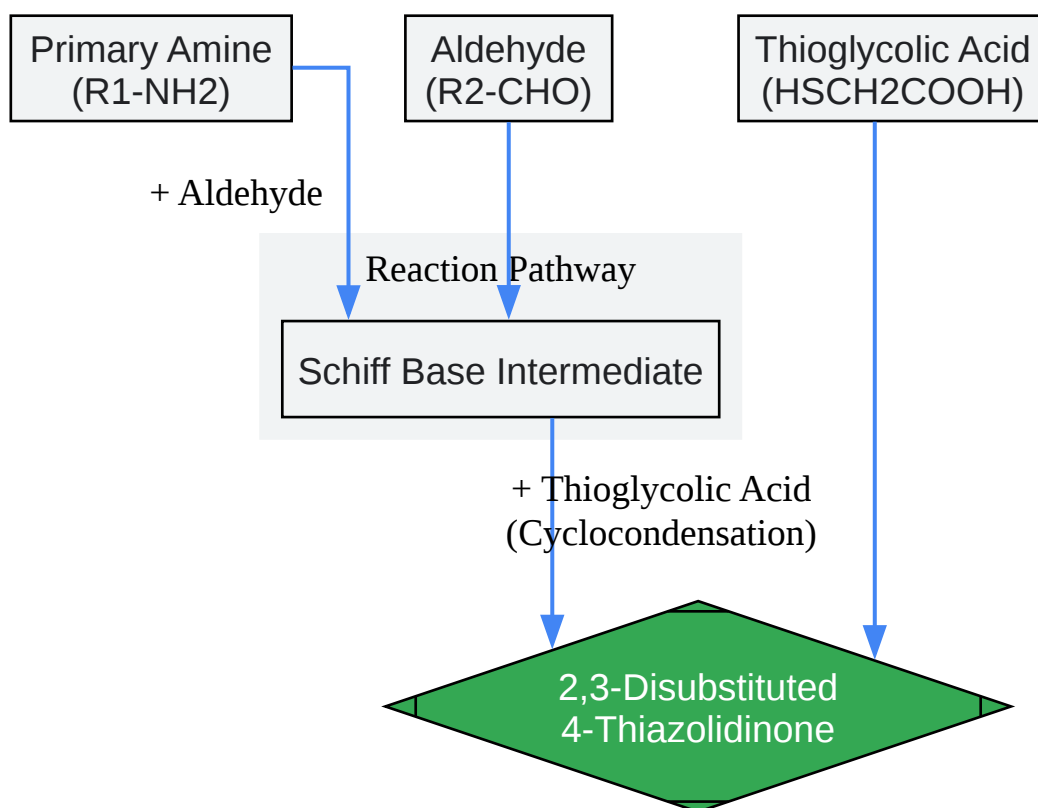 Primary Amine
(R1-NH2)
Aldehyde
(R2-CHO)
Thioglycolic Acid
(HSCH2COOH)
+ Aldehyde
Reaction Pathway
Schiff Base Intermediate
+ Thioglycolic Acid
(Cyclocondensation)
2,3-Disubstituted
4-Thiazolidinone